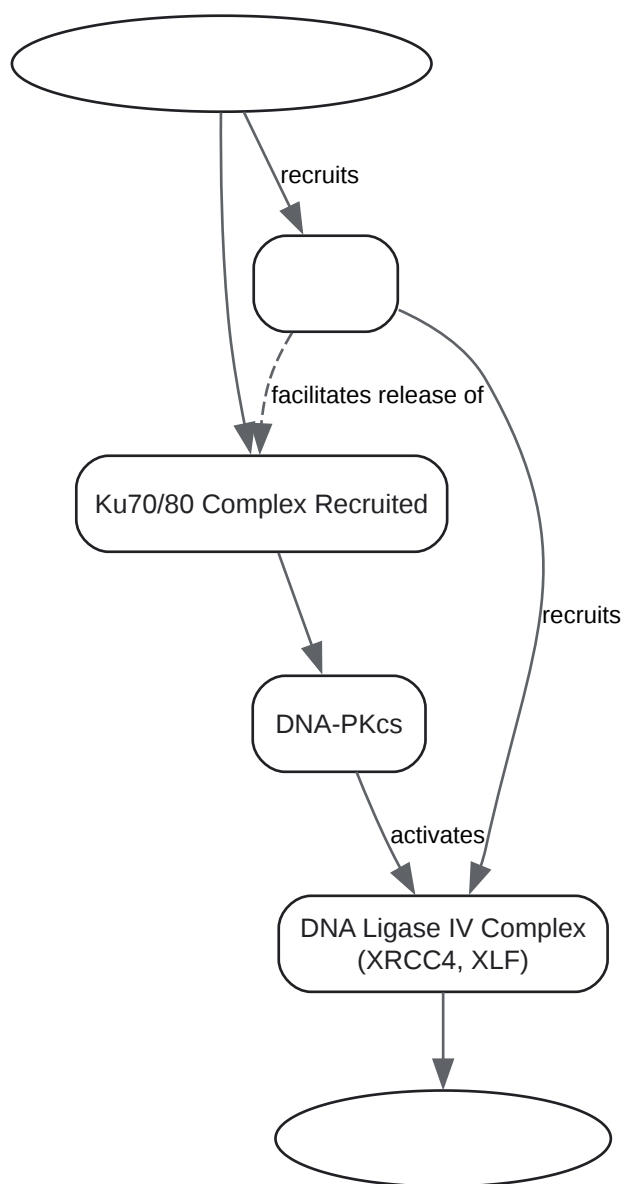 recruits
facilitates release of
Ku70/80 Complex Recruited
recruits
DNA-PKcs
activates
DNA Ligase IV Complex
(XRCC4, XLF)